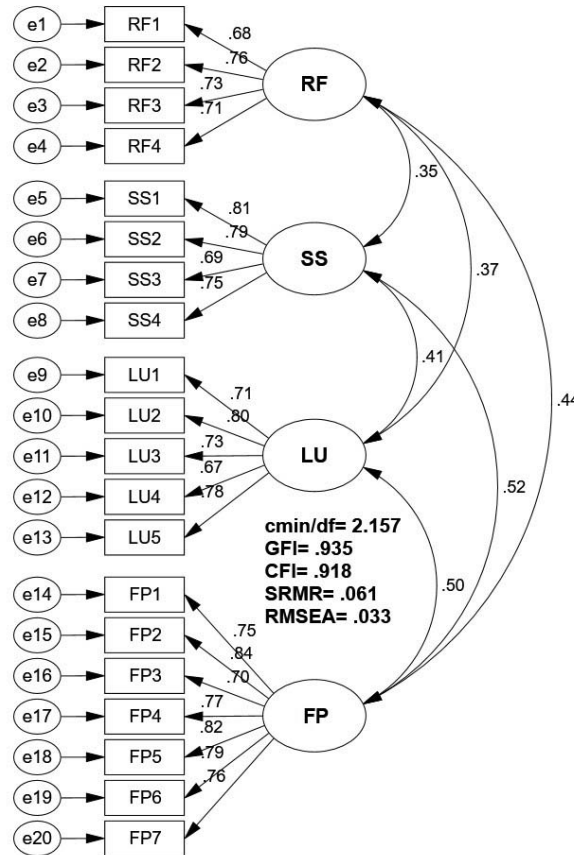 e1 RF1 .68
e2 RF2 .76
RF
e3 RF3 .73
e4 RF4 .71
.35
e5 SS1 .81
e6 SS2 .79
SS
e7 SS3 .69
.37
e8 SS4 .75
.41
e9 LU1 .71
.44
e10 LU2 .80
e11 LU3 .73
LU
e12 LU4 .67
.52
e13 LU5 .78
cmin/df= 2.157
GFI= .935
CFI= .918
.50
SRMR= .061
RMSEA= .033
e14 FP1 .75
e15 FP2 .84
e16 FP3 .70
e17 FP4 .77
FP
e18 FP5 .82
e19 FP6 .79
e20 FP7 .76